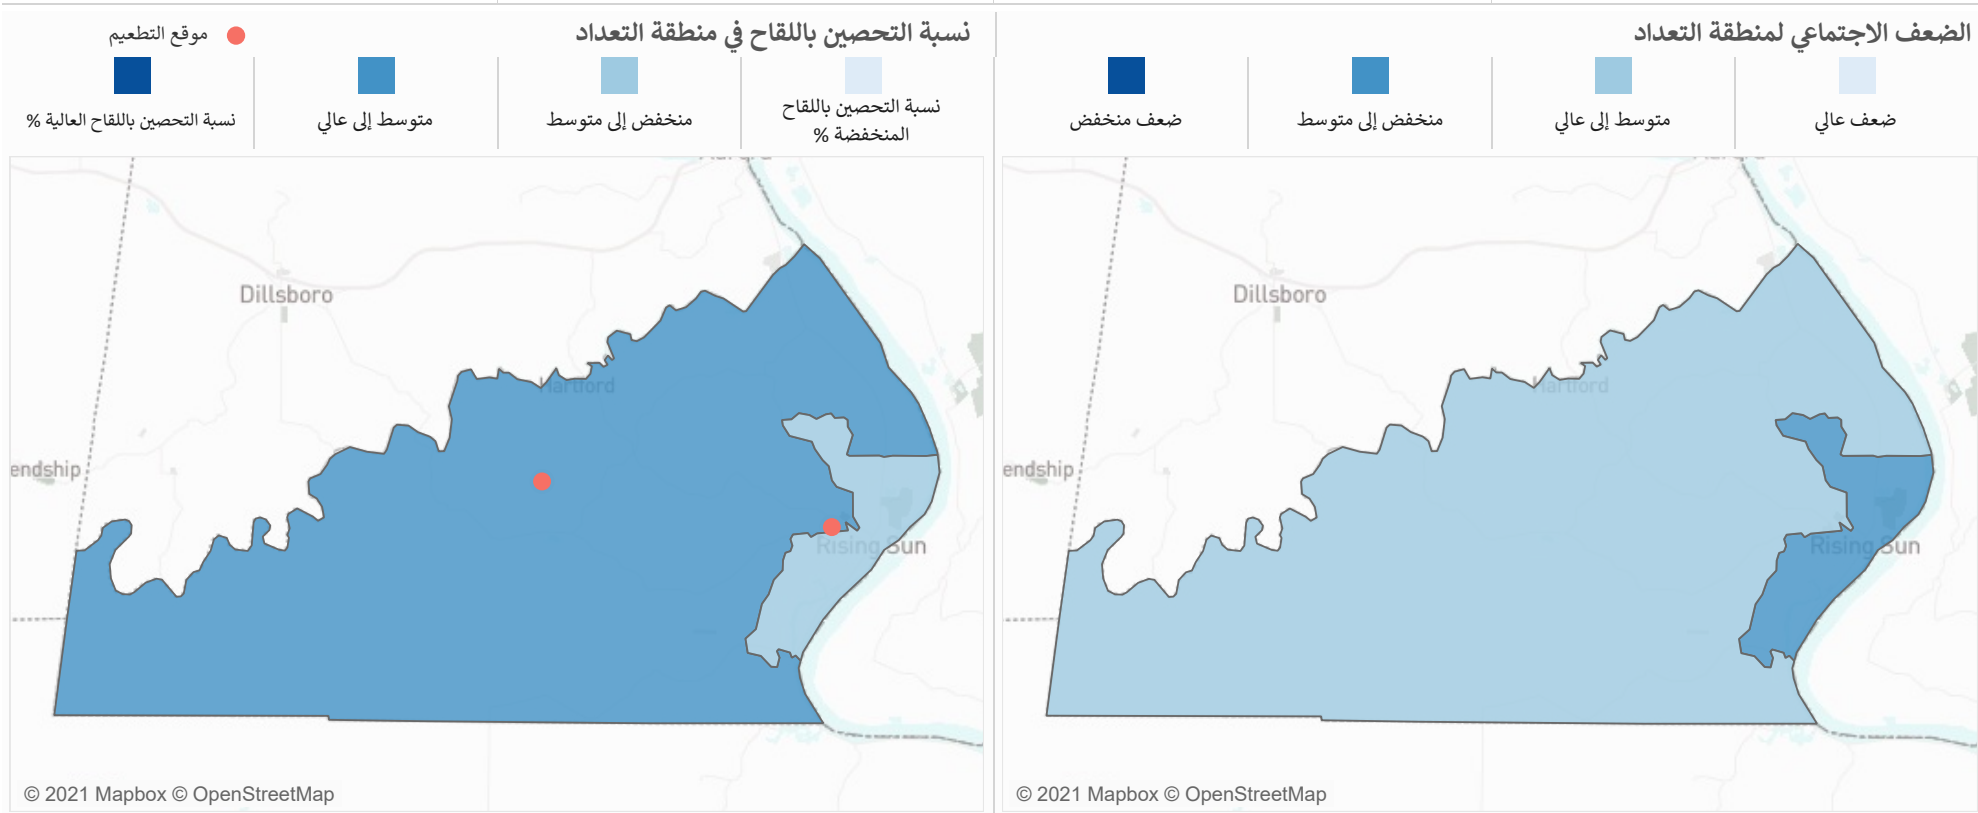 الضعف الاجتماعي لمنطقة التعداد
ضعف عالي
متوسط إلى عالي
منخفض إلى متوسط
ضعف منخفض
Dillsboro
Hartford
endship
Rising Sun
© 2021 Mapbox © OpenStreetMap
نسبة التحصين باللقاح في منطقة التعداد
موقع التطعيم
نسبة التحصين باللقاح
المنخفضة %
منخفض إلى متوسط
متوسط إلى عالي
نسبة التحصين باللقاح العالية %
Dillsboro
Hartford
endship
Rising Sun
© 2021 Mapbox © OpenStreetMap